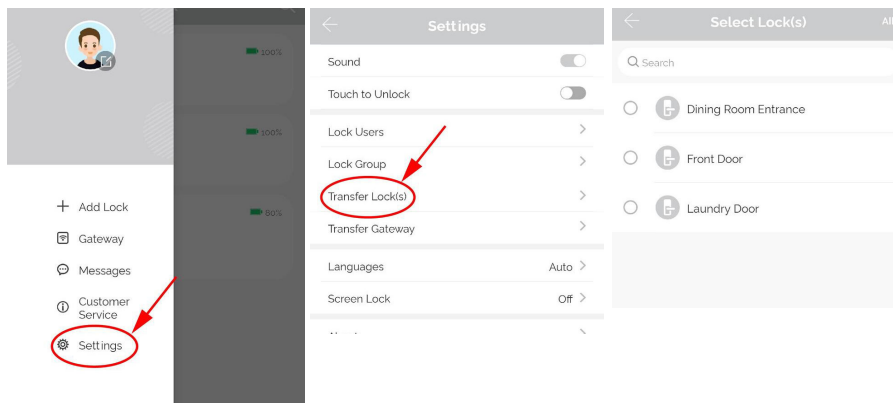 100%
100%
80%
Add Lock
Gateway
Messages
Customer
Service
Settings
Settings
Sound
Touch to Unlock
Lock Users
Lock Group
Transfer Lock(s)
Transfer Gateway
Languages Auto
Screen Lock Off
Select Lock(s) All
Search
Dining Room Entrance
Front Door
Laundry Door